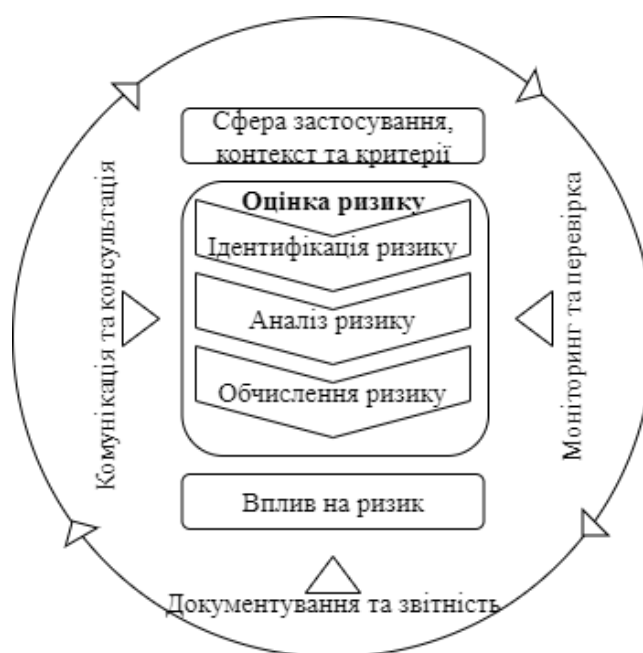 Сфера застосування,
контекст та критерії
Оцінка ризику
Ідентифікація ризику
Аналіз ризику
Обчислення ризику
Вплив на ризик
Комунікація та консультація
Моніторинг та перевірка
Документування та звітність